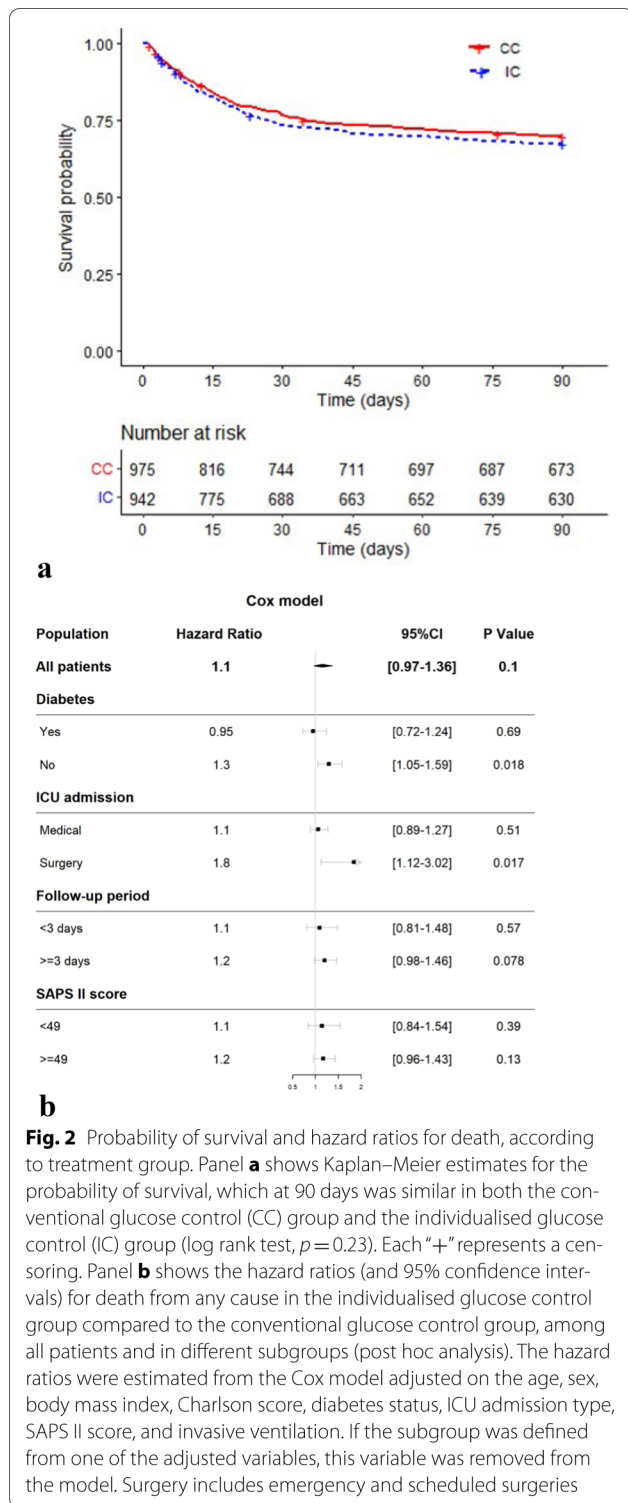 1.00
0.75
0.50
0.25
0.00
Survival probability
CC
IC
0 15 30 45 60 75 90
Time (days)
Number at risk
CC 975 816 744 711 697 687 673
IC 942 775 688 663 652 639 630
0 15 30 45 60 75 90
Time (days)
a
Cox model
Population Hazard Ratio 95%CI P Value
All patients 1.1 [0.97-1.36] 0.1
Diabetes
Yes 0.95 [0.72-1.24] 0.69
No 1.3 [1.05-1.59] 0.018
ICU admission
Medical 1.1 [0.89-1.27] 0.51
Surgery 1.8 [1.12-3.02] 0.017
Follow-up period
<3 days 1.1 [0.81-1.48] 0.57
>=3 days 1.2 [0.98-1.46] 0.078
SAPS II score
<49 1.1 [0.84-1.54] 0.39
>=49 1.2 [0.96-1.43] 0.13
0.5 1 1.5 2
b
Fig. 2 Probability of survival and hazard ratios for death, according
to treatment group. Panel a shows Kaplan–Meier estimates for the
probability of survival, which at 90 days was similar in both the con-
ventional glucose control (CC) group and the individualised glucose
control (IC) group (log rank test, p = 0.23). Each “+” represents a cen-
soring. Panel b shows the hazard ratios (and 95% confidence inter-
vals) for death from any cause in the individualised glucose control
group compared to the conventional glucose control group, among
all patients and in different subgroups (post hoc analysis). The hazard
ratios were estimated from the Cox model adjusted on the age, sex,
body mass index, Charlson score, diabetes status, ICU admission type,
SAPS II score, and invasive ventilation. If the subgroup was defined
from one of the adjusted variables, this variable was removed from
the model. Surgery includes emergency and scheduled surgeries